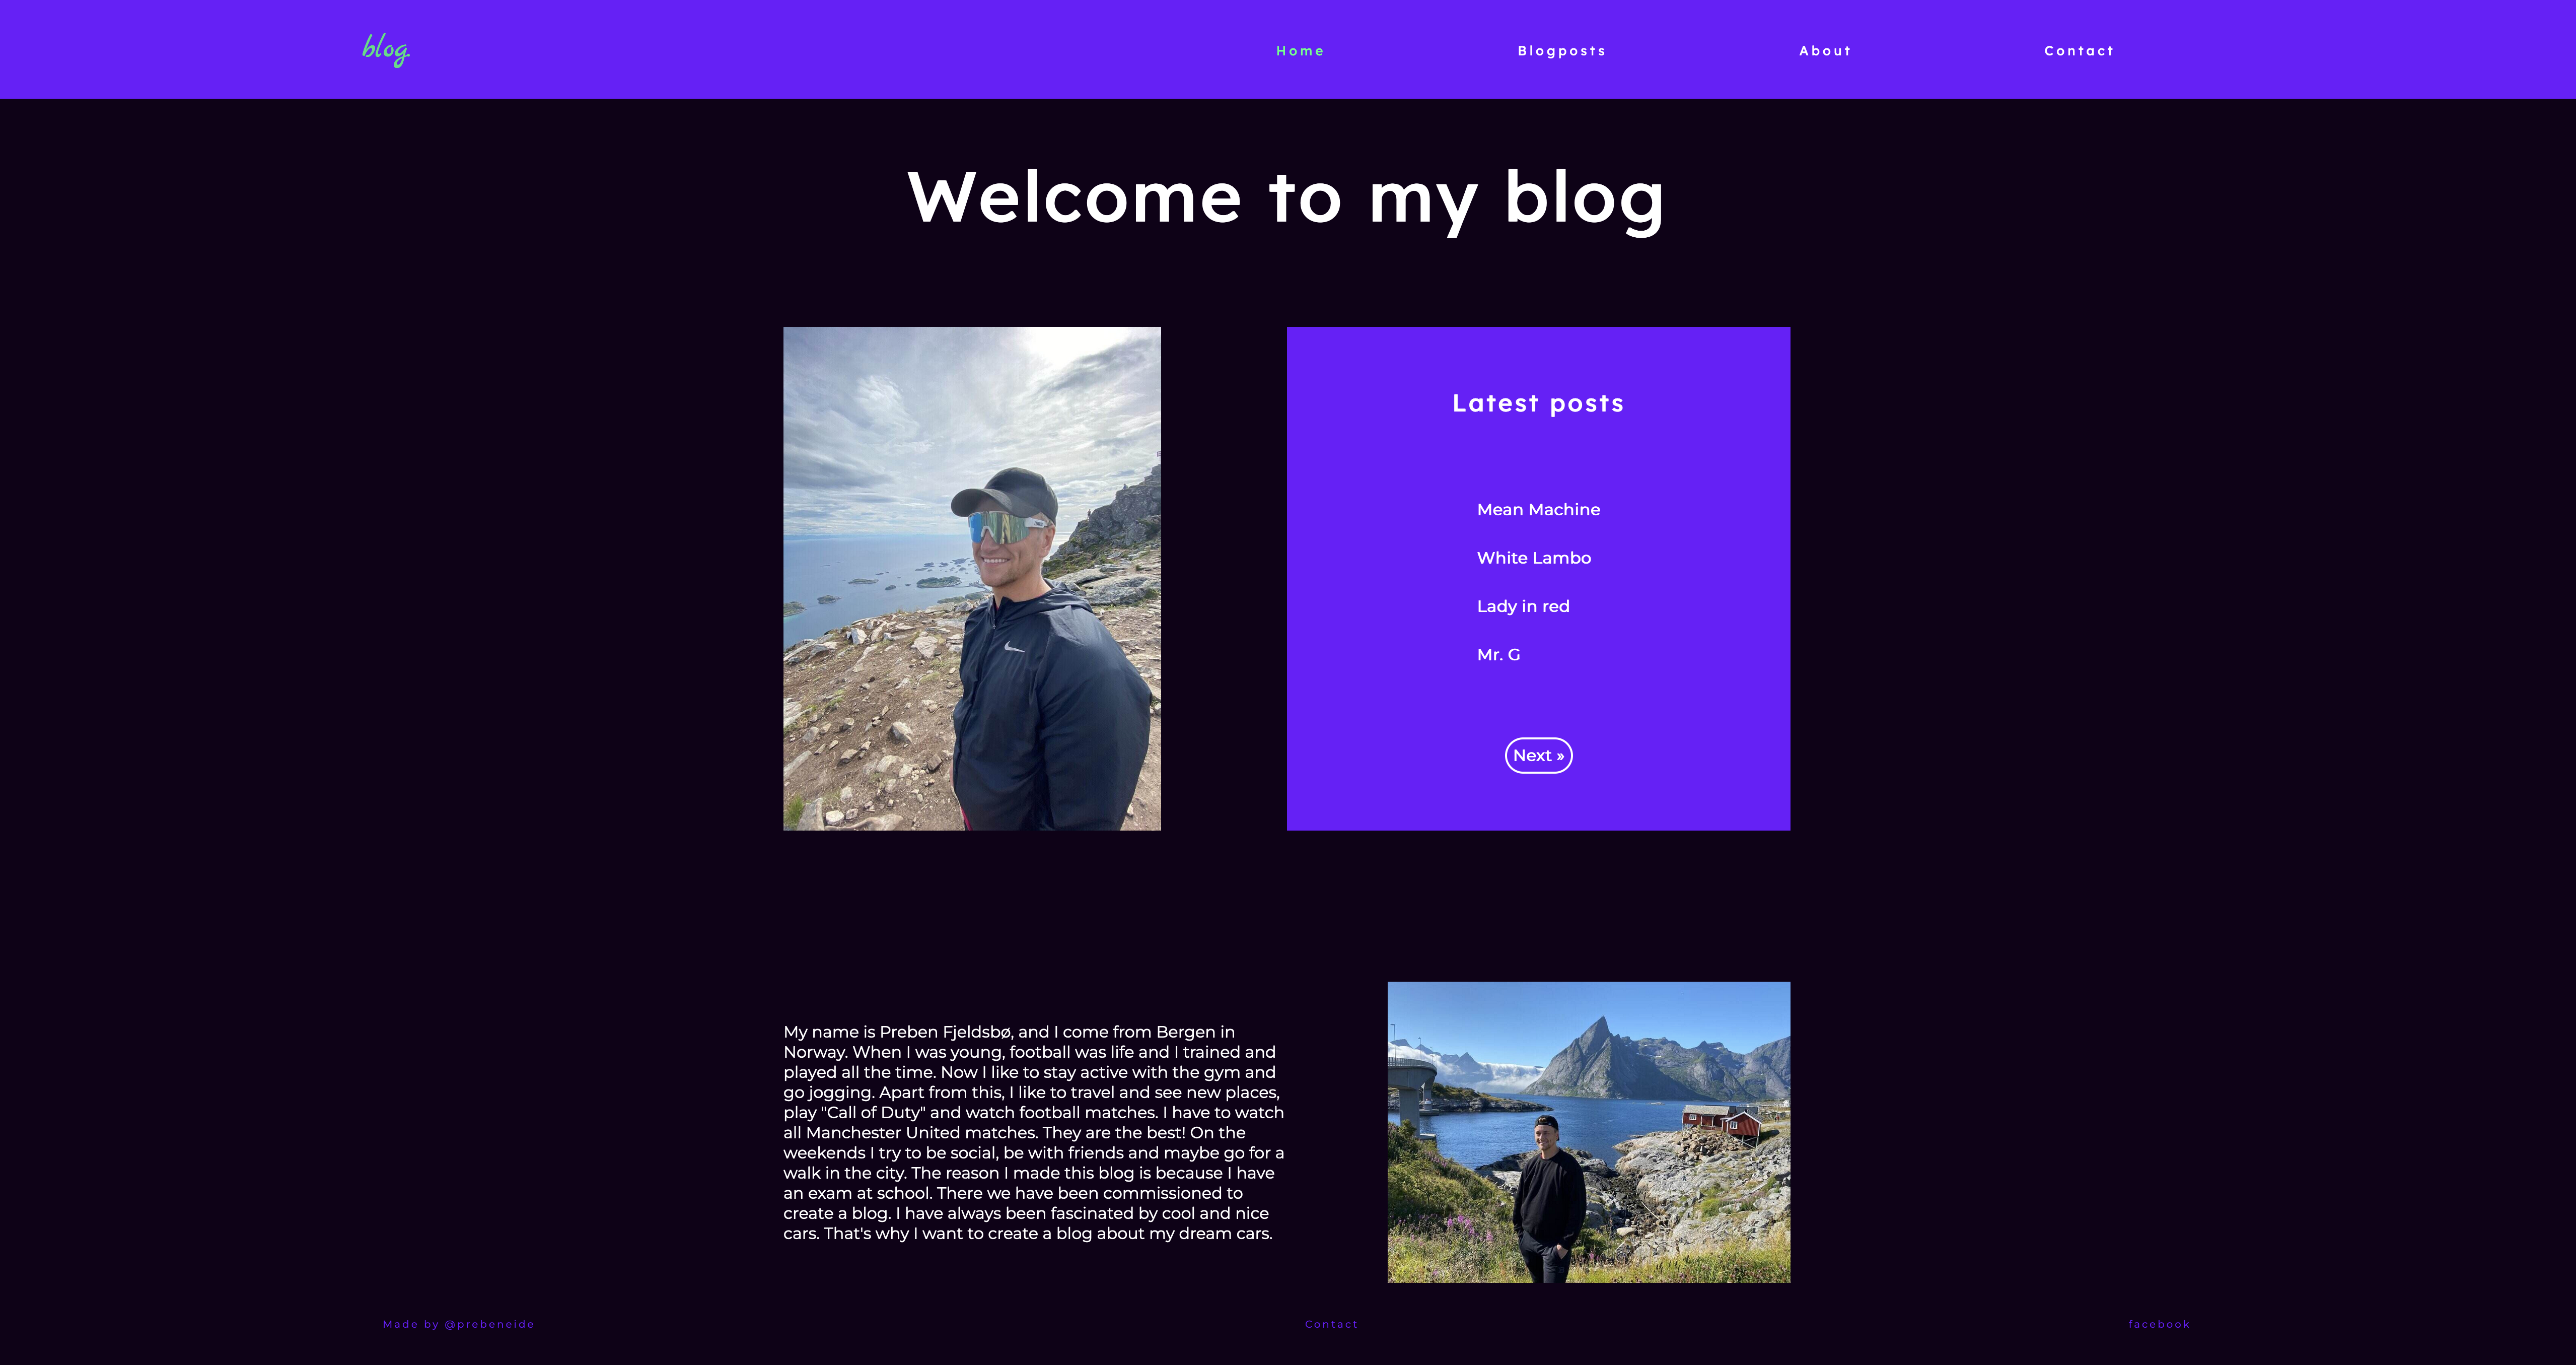 blog.
Home
Blogposts
About
Contact
Welcome to my blog
Latest posts
Mean Machine
White Lambo
Lady in red
Mr. G
Next »
My name is Preben Fjeldsbø, and I come from Bergen in
Norway. When I was young, football was life and I trained and
played all the time. Now I like to stay active with the gym and
go jogging. Apart from this, I like to travel and see new places,
play "Call of Duty" and watch football matches. I have to watch
all Manchester United matches. They are the best! On the
weekends I try to be social, be with friends and maybe go for a
walk in the city. The reason I made this blog is because I have
an exam at school. There we have been commissioned to
create a blog. I have always been fascinated by cool and nice
cars. That's why I want to create a blog about my dream cars.
Made by @prebeneide
Contact
facebook